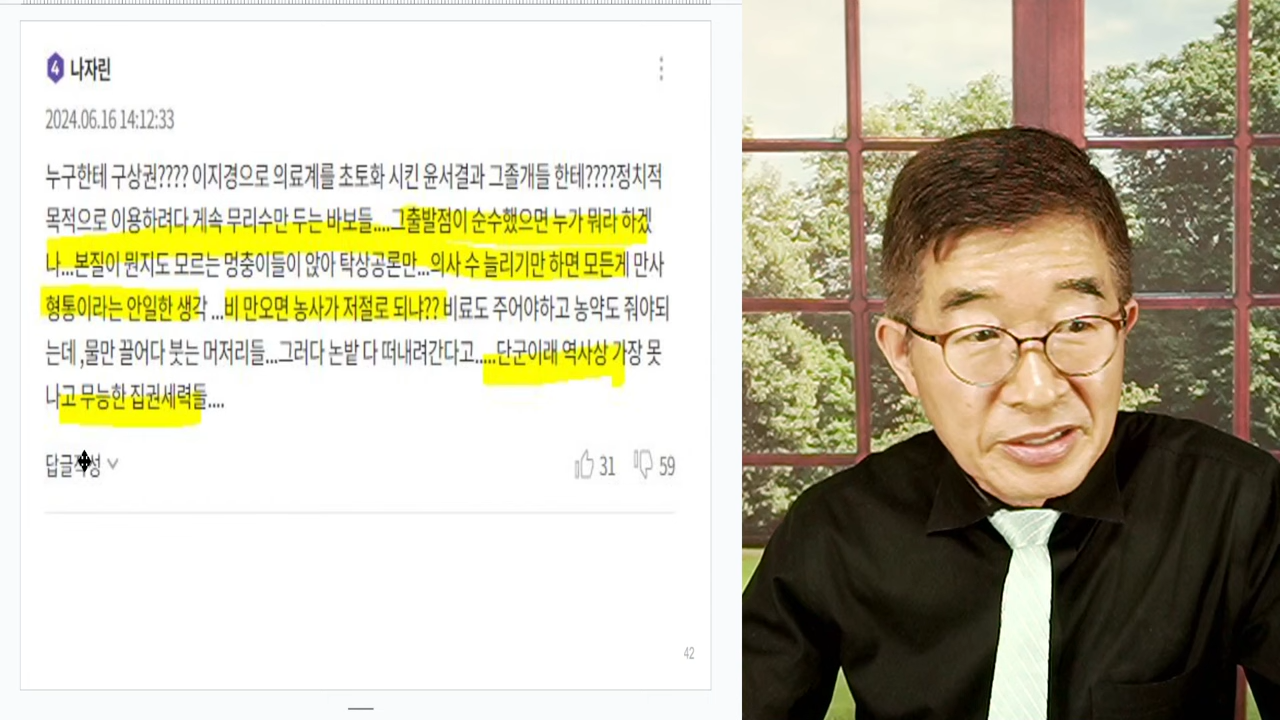 4 나자린
2024.06.16 14:12:33
누구한테 구상권???? 이지경으로 의료계를 초토화 시킨 윤서결과 그졸개들 한테????정치적
목적으로 이용하려다 게속 무리수만 두는 바보들....그출발점이 순수했으면 누가 뭐라 하겠
나...본질이 뭔지도 모르는 멍충이들이 앉아 탁상공론만...의사 수 늘리기만 하면 모든게 만사
형통이라는 안일한 생각 ...비 만오면 농사가 저절로 되냐?? 비료도 주어야하고 농약도 줘야되
는데 ,물만 끌어다 붓는 머저리들...그러다 논밭 다 떠내려간다고.....단군이래 역사상 가장 못
나고 무능한 집권세력들....
답글작성
31 59
42